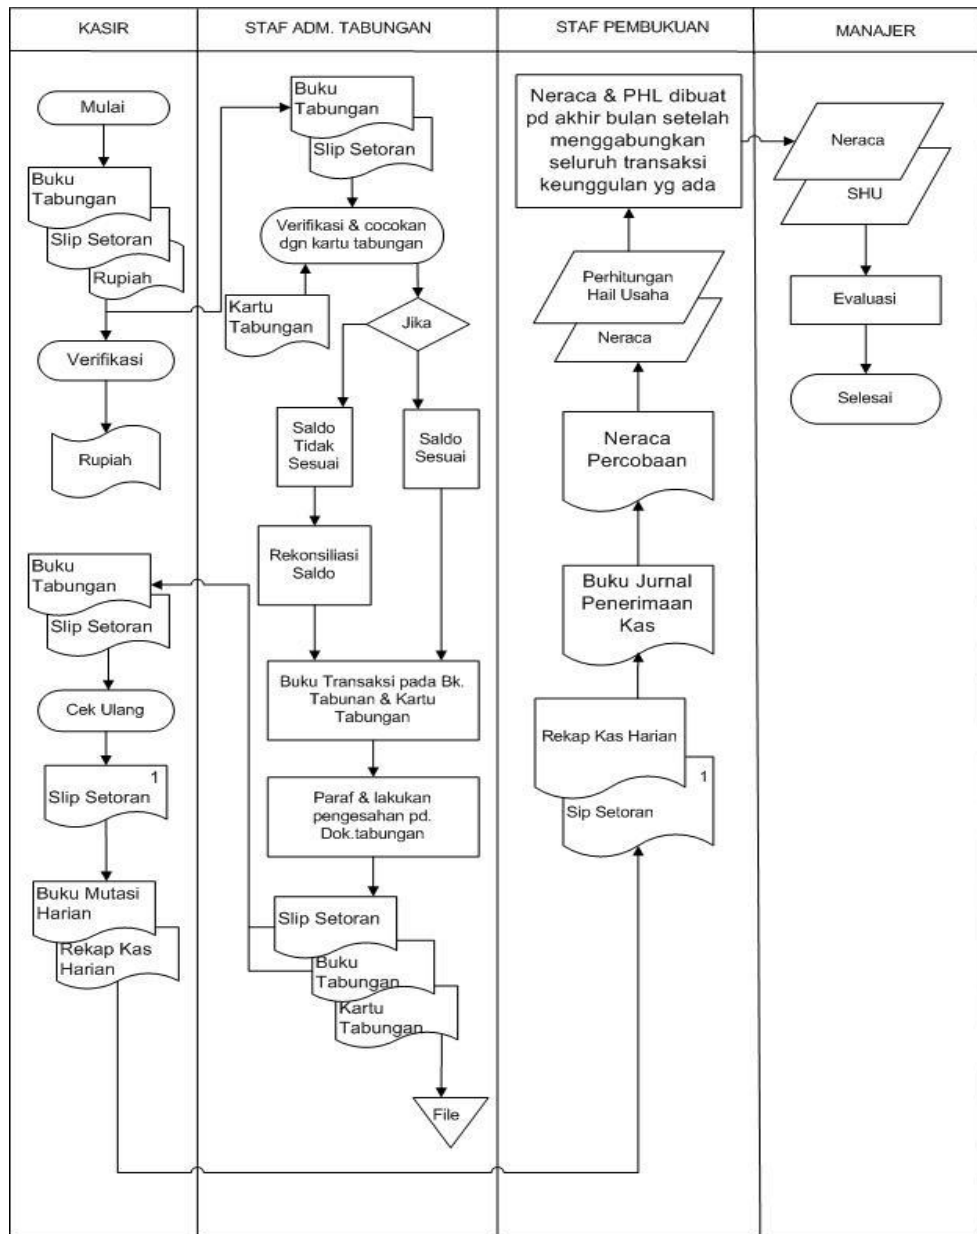 KASIR
STAF ADM. TABUNGAN
STAF PEMBUKUAN
MANAJER
Mulai
Buku
Tabungan
Slip Setoran
Rupiah
Verifikasi
Rupiah
Buku
Tabungan
Slip Setoran
Cek Ulang
1
Slip Setoran
Buku Mutasi
Harian
Rekap Kas
Harian
Buku
Tabungan
Slip Setoran
Verifikasi & cocokan
dgn kartu tabungan
Kartu
Tabungan
Jika
Saldo
Tidak
Sesuai
Saldo
Sesuai
Rekonsiliasi
Saldo
Buku Transaksi pada Bk.
Tabunan & Kartu
Tabungan
Paraf & lakukan
pengesahan pd.
Dok.tabungan
Slip Setoran
Buku
Tabungan
Kartu
Tabungan
File
Neraca & PHL dibuat
pd akhir bulan setelah
menggabungkan
seluruh transaksi
keunggulan yg ada
Perhitungan
Hail Usaha
Neraca
Neraca
Percobaan
Buku Jurnal
Penerimaan
Kas
Rekap Kas Harian
1
Sip Setoran
Neraca
SHU
Evaluasi
Selesai